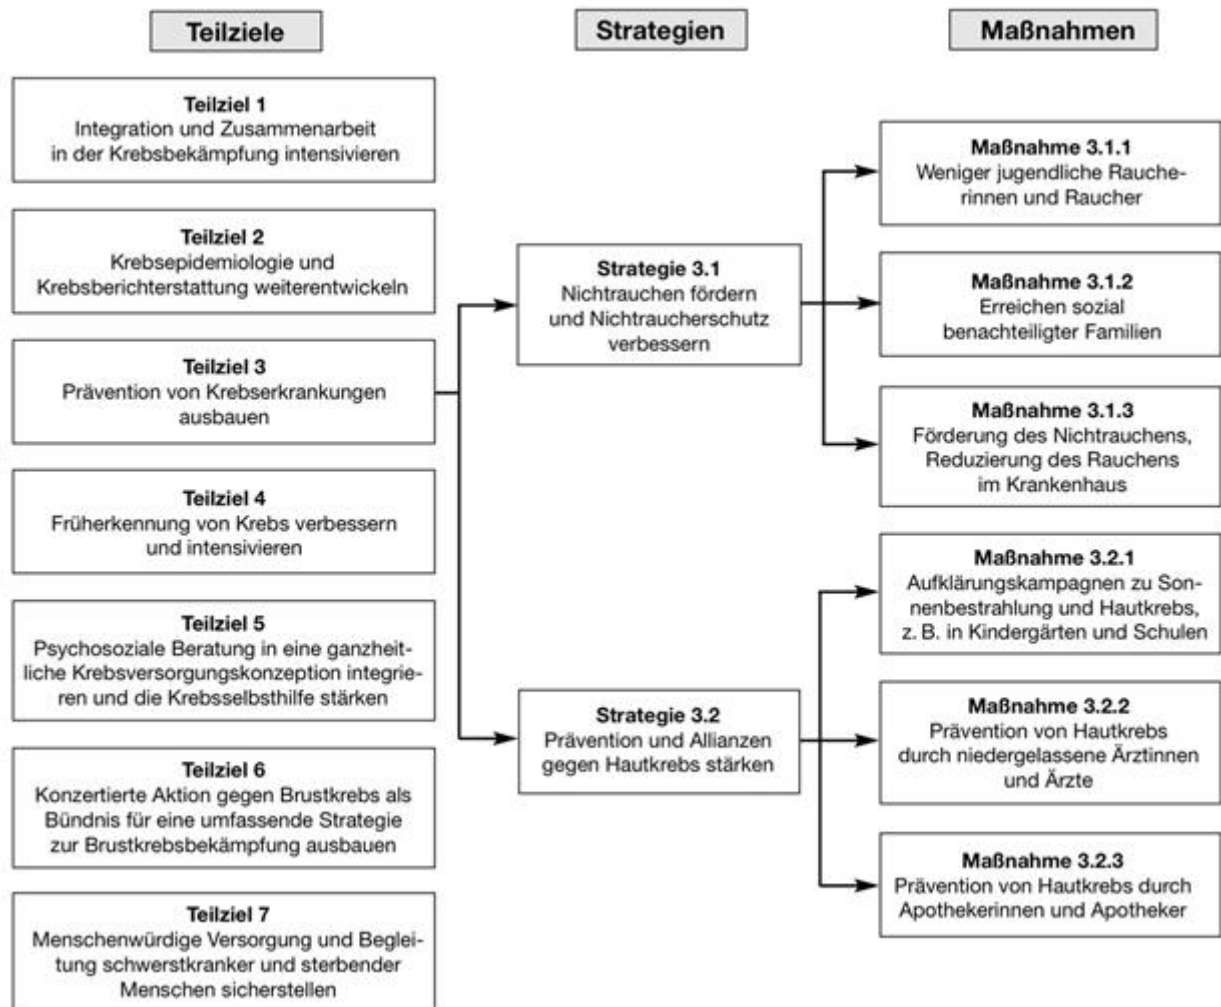 Teilziele
Strategien
Maßnahmen
Teilziel 1
Integration und Zusammenarbeit
in der Krebsbekämpfung intensivieren
Teilziel 2
Krebsepidemiologie und
Krebsberichterstattung weiterentwickeln
Teilziel 3
Prävention von Krebserkrankungen
ausbauen
Teilziel 4
Früherkennung von Krebs verbessern
und intensivieren
Teilziel 5
Psychosoziale Beratung in eine ganzheit-
liche Krebsversorgungskonzeption integrie-
ren und die Krebsselbsthilfe stärken
Teilziel 6
Konzertierte Aktion gegen Brustkrebs als
Bündnis für eine umfassende Strategie
zur Brustkrebsbekämpfung ausbauen
Teilziel 7
Menschenwürdige Versorgung und Beglei-
tung schwerstkranker und sterbender
Menschen sicherstellen
Strategie 3.1
Nichtrauchen fördern
und Nichtraucherschutz
verbessern
Strategie 3.2
Prävention und Allianzen
gegen Hautkrebs stärken
Maßnahme 3.1.1
Weniger jugendliche Rauche-
rinnen und Raucher
Maßnahme 3.1.2
Erreichen sozial
benachteiligter Familien
Maßnahme 3.1.3
Förderung des Nichtrauchens,
Reduzierung des Rauchens
im Krankenhaus
Maßnahme 3.2.1
Aufklärungskampagnen zu Son-
nenbestrahlung und Hautkrebs,
z. B. in Kindergärten und Schulen
Maßnahme 3.2.2
Prävention von Hautkrebs
durch niedergelassene Ärztinnen
und Ärzte
Maßnahme 3.2.3
Prävention von Hautkrebs durch
Apothekerinnen und Apotheker